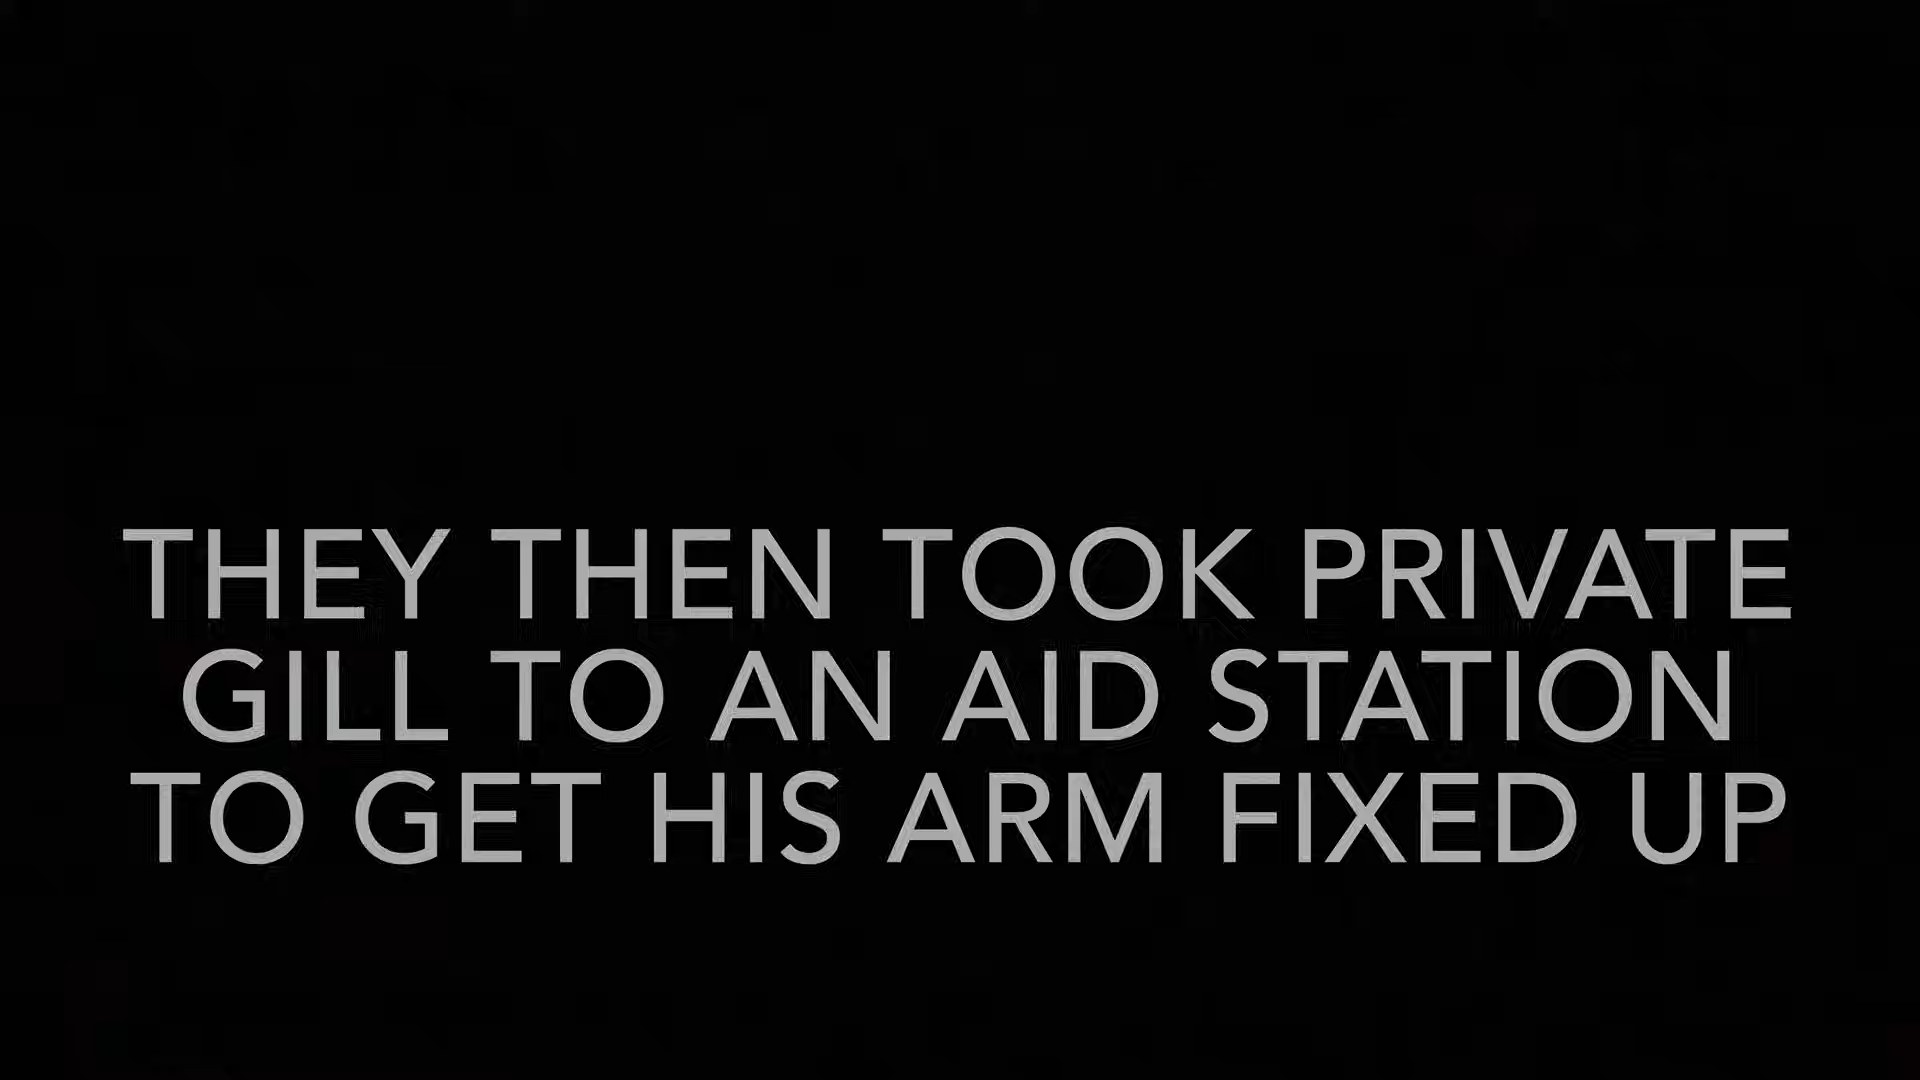 THEY THEN TOOK PRIVATE
GILL TO AN AID STATION
TO GET HIS ARM FIXED UP